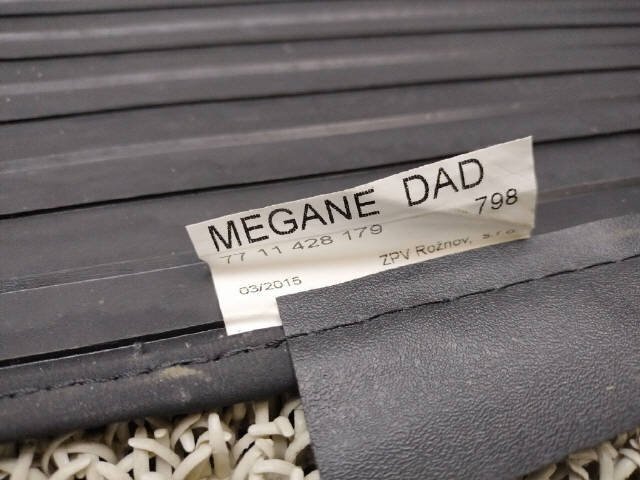 MEGANE DAD
77 11 428 179 798
03/2015 ZPV Rožnov, s.r.o.